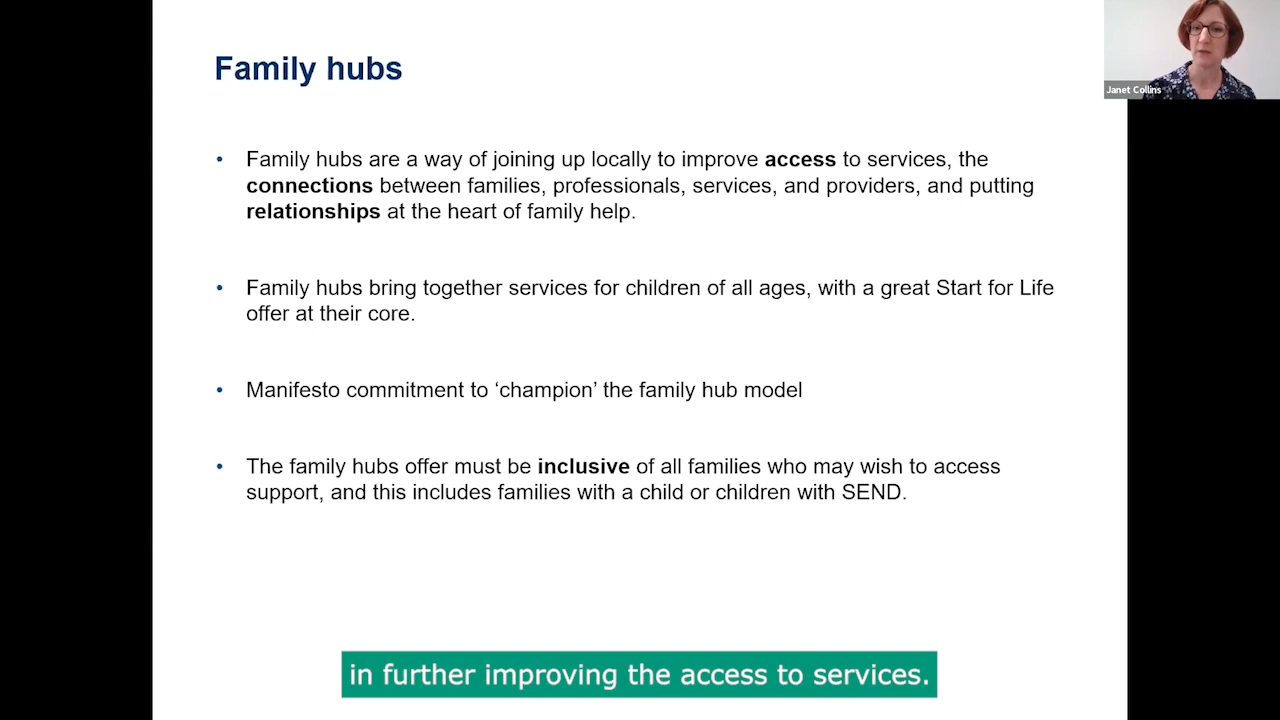 Family hubs
Janet Collins
• Family hubs are a way of joining up locally to improve access to services, the
connections between families, professionals, services, and providers, and putting
relationships at the heart of family help.
• Family hubs bring together services for children of all ages, with a great Start for Life
offer at their core.
• Manifesto commitment to ‘champion’ the family hub model
• The family hubs offer must be inclusive of all families who may wish to access
support, and this includes families with a child or children with SEND.
in further improving the access to services.